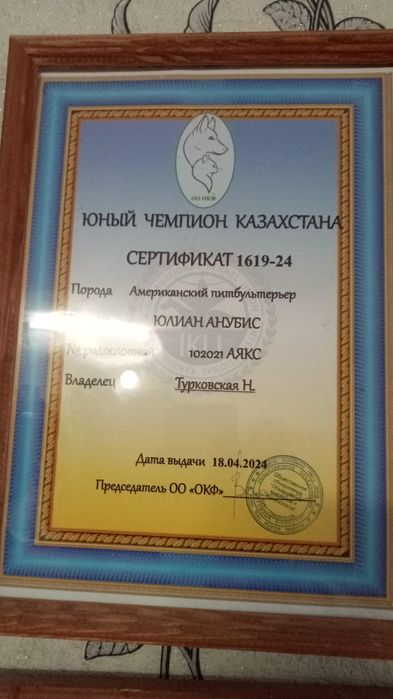 ОО ОКФ
ЮНЫЙ ЧЕМПИОН КАЗАХСТАНА
СЕРТИФИКАТ 1619-24
Порода Американский питбультерьер
ЮЛИАН АНУБИС
№ родословной 102021 АЯКС
Владелец Турковская Н.
IKU
Дата выдачи 18.04.2024
Председатель ОО «ОКФ»